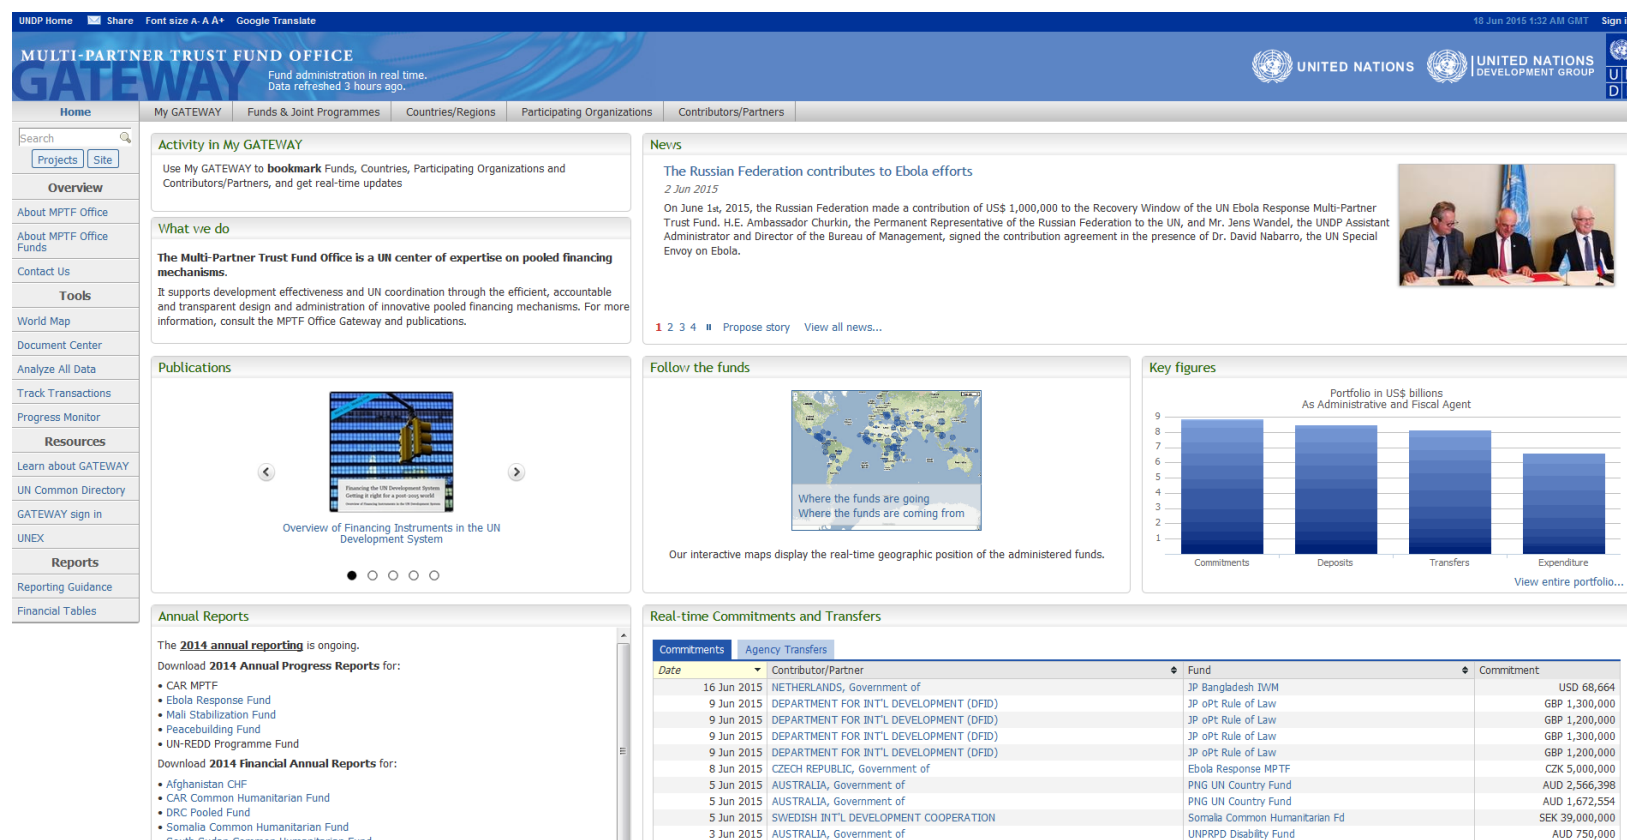 UNDP Home Share Font size A- A A+ Google Translate
18 Jun 2015 1:32 AM GMT Sign i
MULTI-PARTNER TRUST FUND OFFICE
GATEWAY
Fund administration in real time.
Data refreshed 3 hours ago.
UNITED NATIONS
UNITED NATIONS
DEVELOPMENT GROUP
U
D
Home
My GATEWAY Funds & Joint Programmes Countries/Regions Participating Organizations Contributors/Partners
Search
Projects Site
Overview
About MPTF Office
About MPTF Office
Funds
Contact Us
Tools
World Map
Document Center
Analyze All Data
Track Transactions
Progress Monitor
Resources
Learn about GATEWAY
UN Common Directory
GATEWAY sign in
UNEX
Reports
Reporting Guidance
Financial Tables
Activity in My GATEWAY
Use My GATEWAY to bookmark Funds, Countries, Participating Organizations and
Contributors/Partners, and get real-time updates
What we do
The Multi-Partner Trust Fund Office is a UN center of expertise on pooled financing
mechanisms.
It supports development effectiveness and UN coordination through the efficient, accountable
and transparent design and administration of innovative pooled financing mechanisms. For more
information, consult the MPTF Office Gateway and publications.
News
The Russian Federation contributes to Ebola efforts
2 Jun 2015
On June 1st, 2015, the Russian Federation made a contribution of US$ 1,000,000 to the Recovery Window of the UN Ebola Response Multi-Partner
Trust Fund. H.E. Ambassador Churkin, the Permanent Representative of the Russian Federation to the UN, and Mr. Jens Wandel, the UNDP Assistant
Administrator and Director of the Bureau of Management, signed the contribution agreement in the presence of Dr. David Nabarro, the UN Special
Envoy on Ebola.
1 2 3 4 Propose story View all news...
Publications
Financing the UN Development System
Getting it right for a post-2015 world
Overview of Financing Instruments in the UN Development System
Overview of Financing Instruments in the UN
Development System
Follow the funds
Where the funds are going
Where the funds are coming from
Our interactive maps display the real-time geographic position of the administered funds.
Key figures
Portfolio in US$ billions
As Administrative and Fiscal Agent
9
8
7
6
5
4
3
2
1
Commitments Deposits Transfers Expenditure
View entire portfolio...
Annual Reports
The 2014 annual reporting is ongoing.
Download 2014 Annual Progress Reports for:
• CAR MPTF
• Ebola Response Fund
• Mali Stabilization Fund
• Peacebuilding Fund
• UN-REDD Programme Fund
Download 2014 Financial Annual Reports for:
• Afghanistan CHF
• CAR Common Humanitarian Fund
• DRC Pooled Fund
• Somalia Common Humanitarian Fund
• South Sudan Common Humanitarian Fund
Real-time Commitments and Transfers
Commitments Agency Transfers
Date Contributor/Partner Fund Commitment
16 Jun 2015 NETHERLANDS, Government of JP Bangladesh IWM USD 68,664
9 Jun 2015 DEPARTMENT FOR INT'L DEVELOPMENT (DFID) JP oPt Rule of Law GBP 1,300,000
9 Jun 2015 DEPARTMENT FOR INT'L DEVELOPMENT (DFID) JP oPt Rule of Law GBP 1,200,000
9 Jun 2015 DEPARTMENT FOR INT'L DEVELOPMENT (DFID) JP oPt Rule of Law GBP 1,300,000
9 Jun 2015 DEPARTMENT FOR INT'L DEVELOPMENT (DFID) JP oPt Rule of Law GBP 1,200,000
8 Jun 2015 CZECH REPUBLIC, Government of Ebola Response MPTF CZK 5,000,000
5 Jun 2015 AUSTRALIA, Government of PNG UN Country Fund AUD 2,566,398
5 Jun 2015 AUSTRALIA, Government of PNG UN Country Fund AUD 1,672,554
5 Jun 2015 SWEDISH INT'L DEVELOPMENT COOPERATION Somalia Common Humanitarian Fd SEK 39,000,000
3 Jun 2015 AUSTRALIA, Government of UNPRPD Disability Fund AUD 750,000